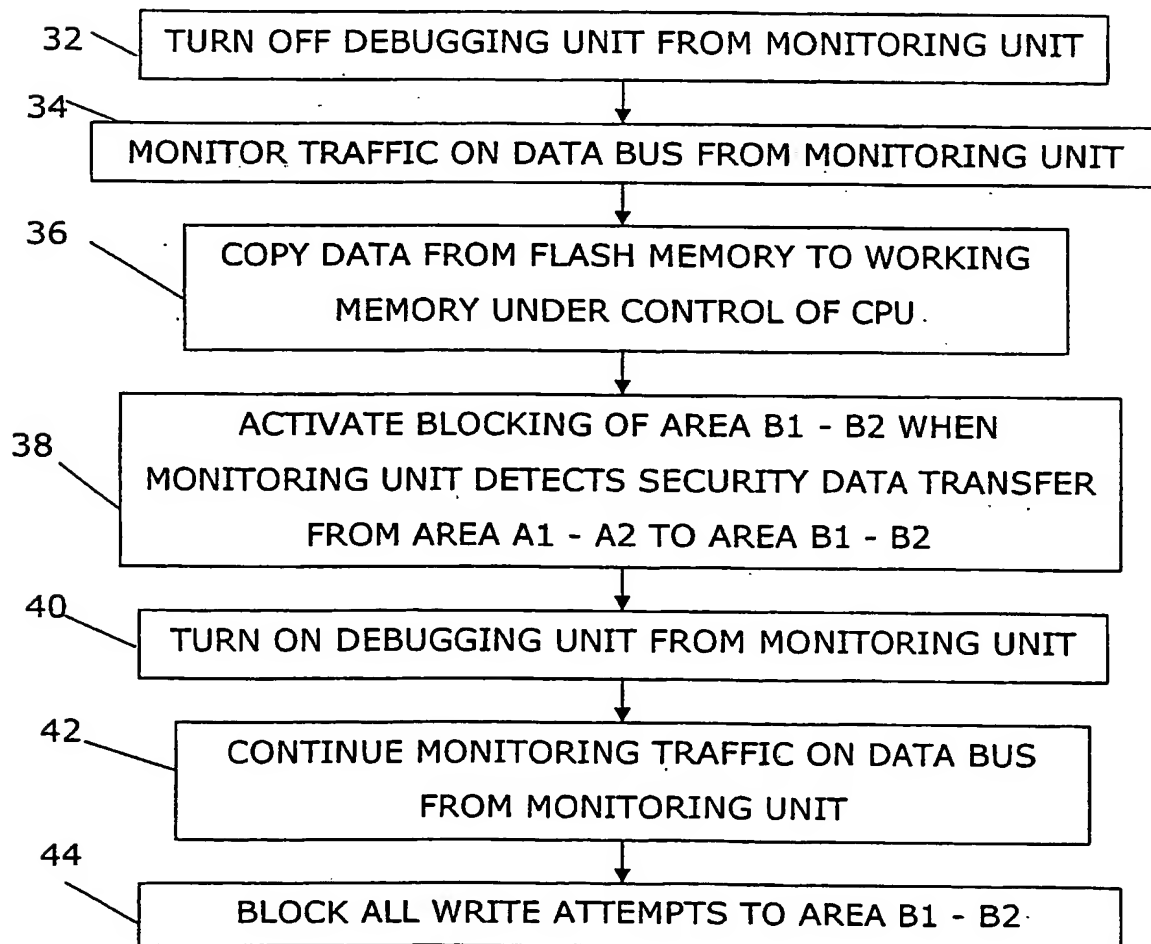 32
TURN OFF DEBUGGING UNIT FROM MONITORING UNIT
34
MONITOR TRAFFIC ON DATA BUS FROM MONITORING UNIT
36
COPY DATA FROM FLASH MEMORY TO WORKING
MEMORY UNDER CONTROL OF CPU
38
ACTIVATE BLOCKING OF AREA B1 - B2 WHEN
MONITORING UNIT DETECTS SECURITY DATA TRANSFER
FROM AREA A1 - A2 TO AREA B1 - B2
40
TURN ON DEBUGGING UNIT FROM MONITORING UNIT
42
CONTINUE MONITORING TRAFFIC ON DATA BUS
FROM MONITORING UNIT
44
BLOCK ALL WRITE ATTEMPTS TO AREA B1 - B2